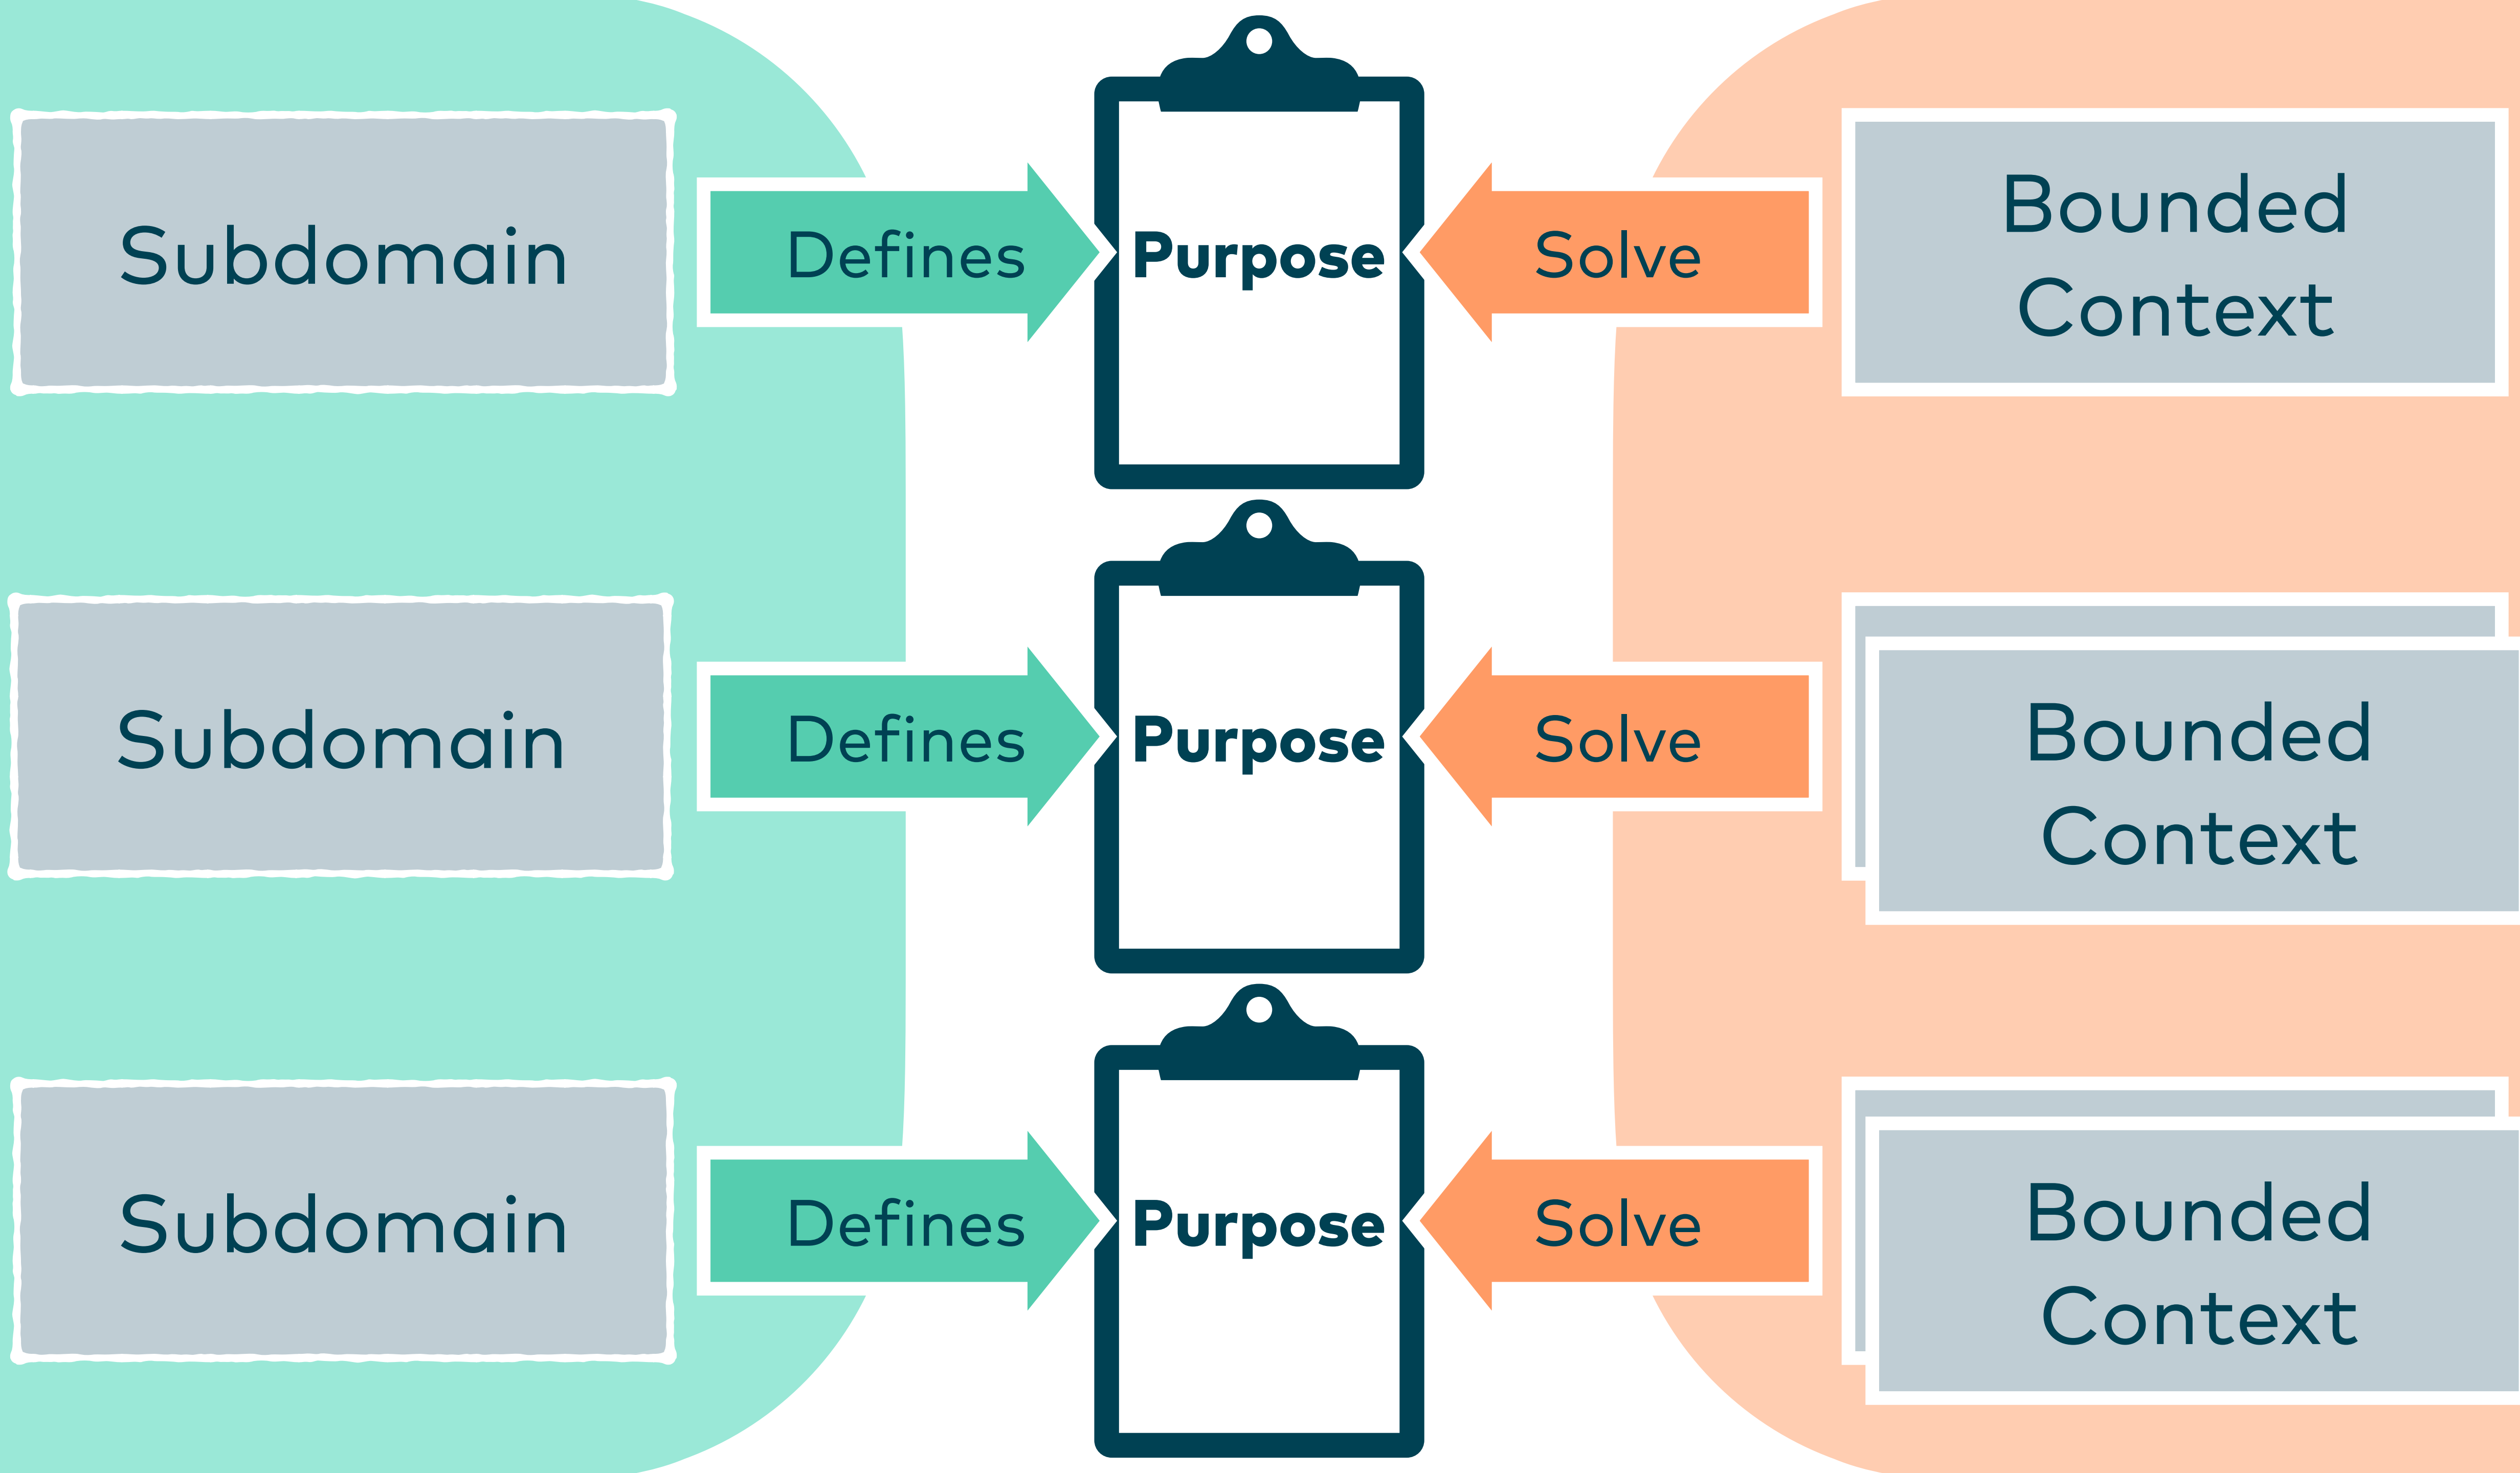 Subdomain
Defines
Purpose
Solve
Bounded
Context
Subdomain
Defines
Purpose
Solve
Bounded
Context
Subdomain
Defines
Purpose
Solve
Bounded
Context